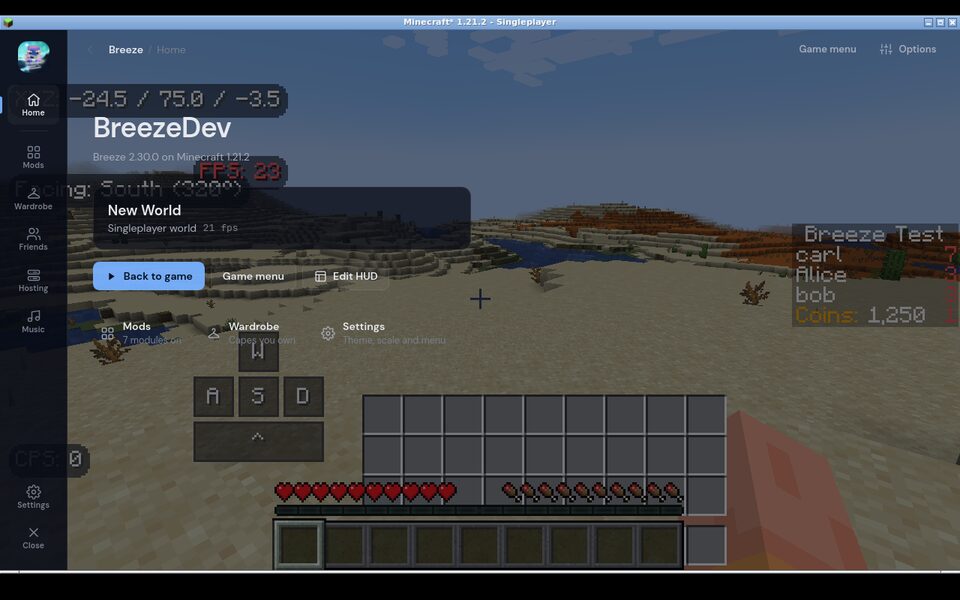 Minecraft* 1.21.2 - Singleplayer
Breeze / Home
Game menu
Options
-24.5 / 75.0 / -3.5
Home
BreezeDev
Breeze 2.30.0 on Minecraft 1.21.2
FPS: 23
Mods
Facing: South (320°)
Wardrobe
New World
Singleplayer world 21 fps
Friends
Breeze Test
carl 7
Alice
bob
Coins: 1,250
Hosting
Back to game
Game menu
Edit HUD
Music
Mods
7 modules on
Wardrobe
Capes you own
Settings
Theme, scale and menu
W
A S D
^
CPS: 0
Settings
Close